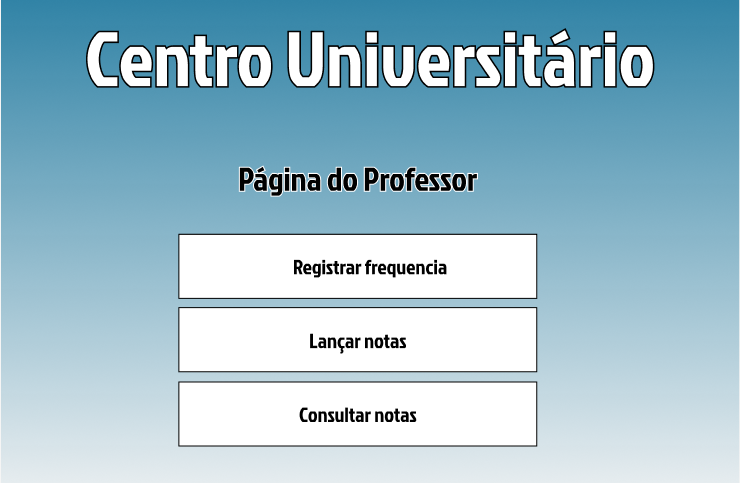 Centro Universitário
Página do Professor
Registrar frequencia
Lançar notas
Consultar notas